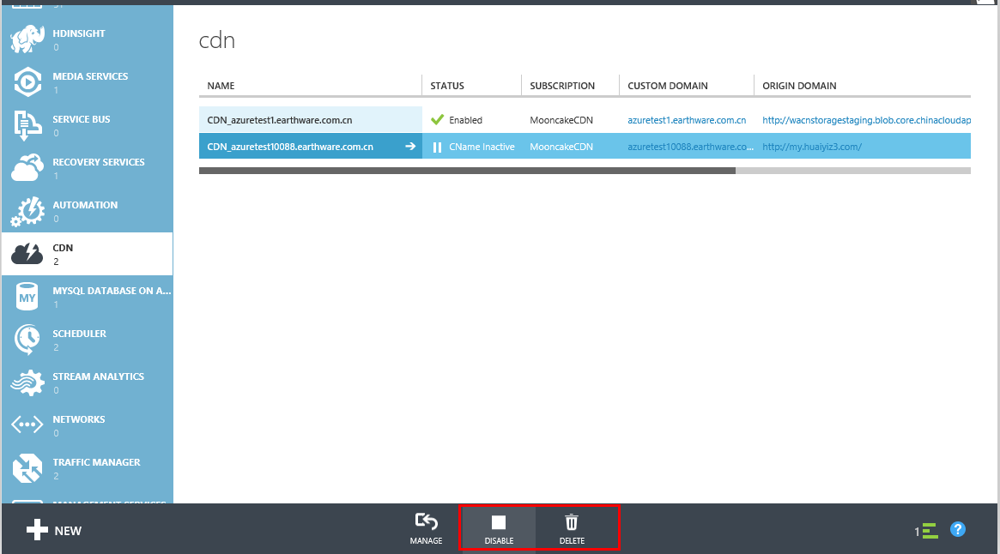 HDINSIGHT
0
MEDIA SERVICES
1
SERVICE BUS
0
RECOVERY SERVICES
1
AUTOMATION
0
CDN
2
MY
MYSQL DATABASE ON A...
1
SCHEDULER
2
STREAM ANALYTICS
0
NETWORKS
0
TRAFFIC MANAGER
2
MANAGEMENT SERVICES
cdn
NAME STATUS SUBSCRIPTION CUSTOM DOMAIN ORIGIN DOMAIN
CDN_azuretest1.earthware.com.cn Enabled MooncakeCDN azuretest1.earthware.com.cn http://wacnstoragestaging.blob.core.chinacloudap
CDN_azuretest10088.earthware.com.cn CName Inactive MooncakeCDN azuretest10088.earthware.co... http://my.huaiyiz3.com/
NEW
MANAGE
DISABLE
DELETE
1
?